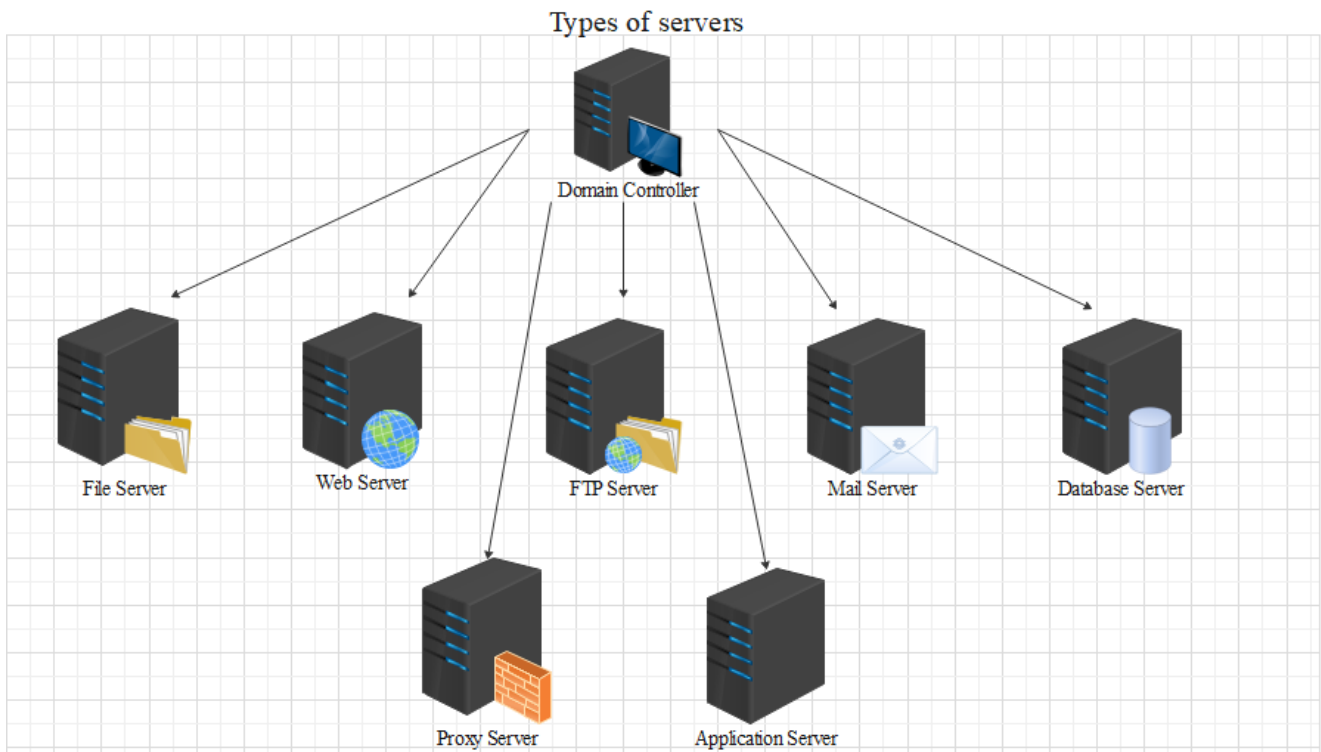 Types of servers
Domain Controller
File Server
Web Server
FTP Server
Mail Server
Database Server
Proxy Server
Application Server